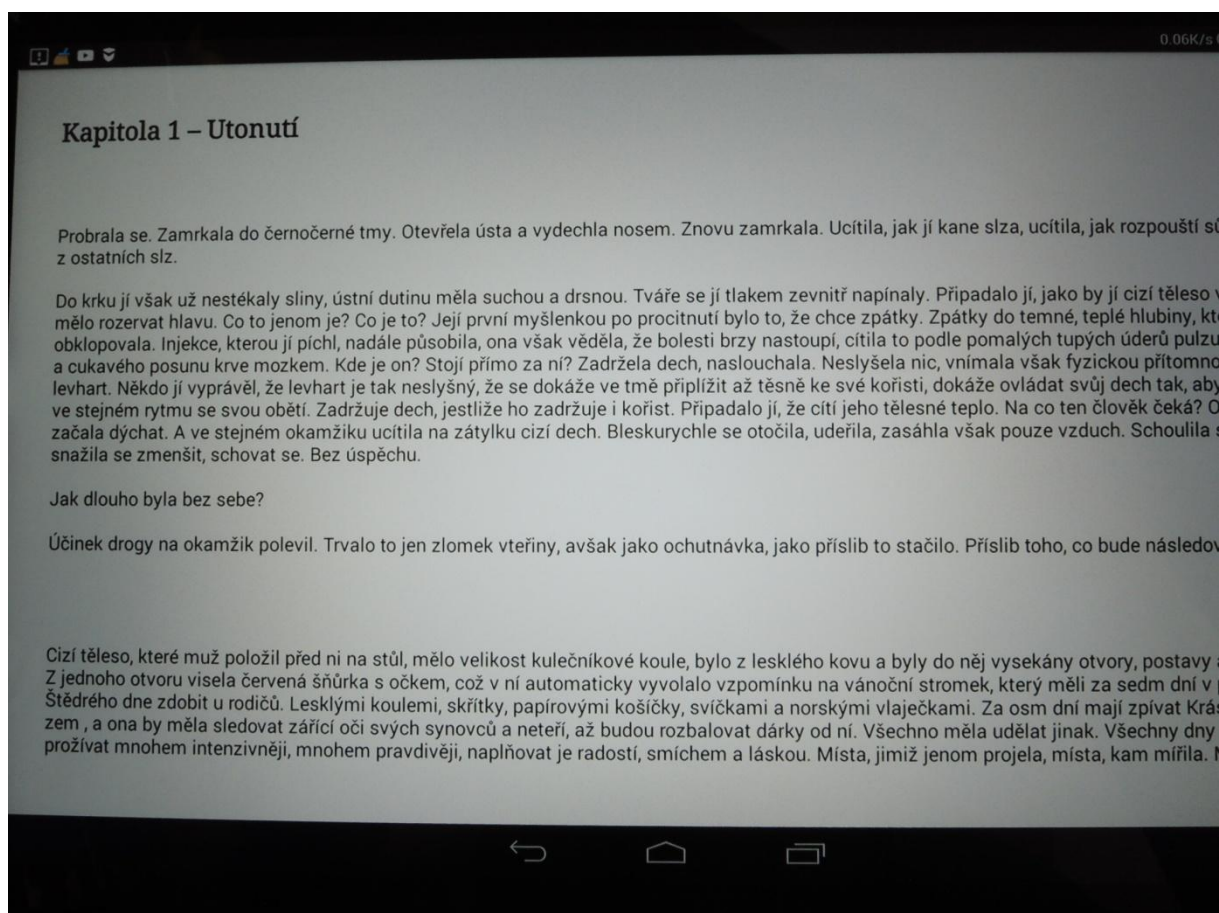 0.06K/s
Kapitola 1 – Utonutí
Probrala se. Zamrkala do černočerné tmy. Otevřela ústa a vydechla nosem. Znovu zamrkala. Ucítila, jak jí kane slza, ucítila, jak rozpouští
z ostatních slz.
Do krku jí však už nestékaly sliny, ústní dutinu měla suchou a drsnou. Tváře se jí tlakem zevnitř napínaly. Připadalo jí, jako by jí cizí těleso
mělo rozervat hlavu. Co to jenom je? Co je to? Její první myšlenkou po procitnutí bylo to, že chce zpátky. Zpátky do temné, teplé hlubiny,
obklopovala. Injekce, kterou jí píchl, nadále působila, ona však věděla, že bolesti brzy nastoupí, cítila to podle pomalých tupých úderů
a cukavého posunu krve mozkem. Kde je on? Stojí přímo za ní? Zadržela dech, naslouchala. Neslyšela nic, vnímala však fyzickou
levhart. Někdo jí vyprávěl, že levhart je tak neslyšný, že se dokáže ve tmě připlížit až těsně ke své kořisti, dokáže ovládat svůj dech tak, aby
ve stejném rytmu se svou obětí. Zadržuje dech, jestliže ho zadržuje i kořist. Připadalo jí, že cítí jeho tělesné teplo. Na co ten člověk čeká?
začala dýchat. A ve stejném okamžiku ucítila na zátylku cizí dech. Bleskurychle se otočila, udeřila, zasáhla však pouze vzduch. Schoulila
snažila se zmenšit, schovat se. Bez úspěchu.
Jak dlouho byla bez sebe?
Účinek drogy na okamžik polevil. Trvalo to jen zlomek vteřiny, avšak jako ochutnávka, jako příslib to stačilo. Příslib toho, co bude
Cizí těleso, které muž položil před ni na stůl, mělo velikost kulečníkové koule, bylo z lesklého kovu a byly do něj vysekány otvory, postavy
Z jednoho otvoru visela červená šňůrka s očkem, což v ní automaticky vyvolalo vzpomínku na vánoční stromek, který měli za sedm dní v
Štědrého dne zdobit u rodičů. Lesklými koulemi, skřítky, papírovými košíčky, svíčkami a norskými vlaječkami. Za osm dní mají zpívat
zem , a ona by měla sledovat zářící oči svých synovců a neteří, až budou rozbalovat dárky od ní. Všechno měla udělat jinak. Všechny dny
prožívat mnohem intenzivněji, mnohem pravdivěji, naplňovat je radostí, smíchem a láskou. Místa, jimiž jenom projela, místa, kam mířila.